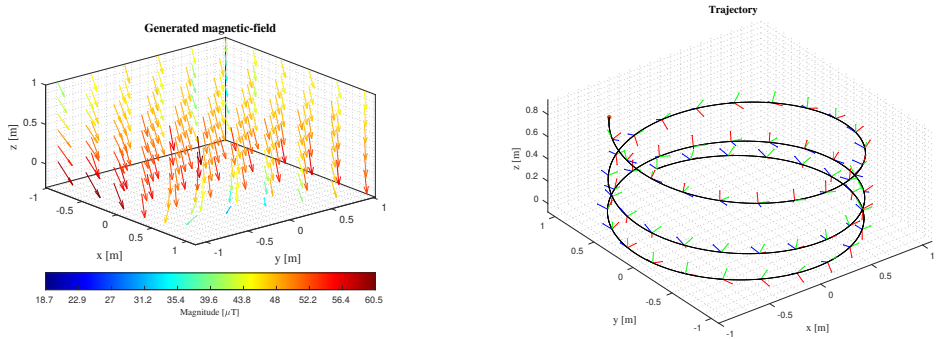 Generated magnetic-field
1
0.5
0
-1
z [m]
-1
-0.5
0
0.5
1
x [m]
-1
-0.5
0
0.5
1
y [m]
18.7 22.9 27 31.2 35.4 39.6 43.8 48 52.2 56.4 60.5
Magnitude [μT]
Trajectory
0.8
0.6
0.4
0.2
0
z [m]
1
0.5
0
-0.5
-1
y [m]
-1
-0.5
0
0.5
1
x [m]